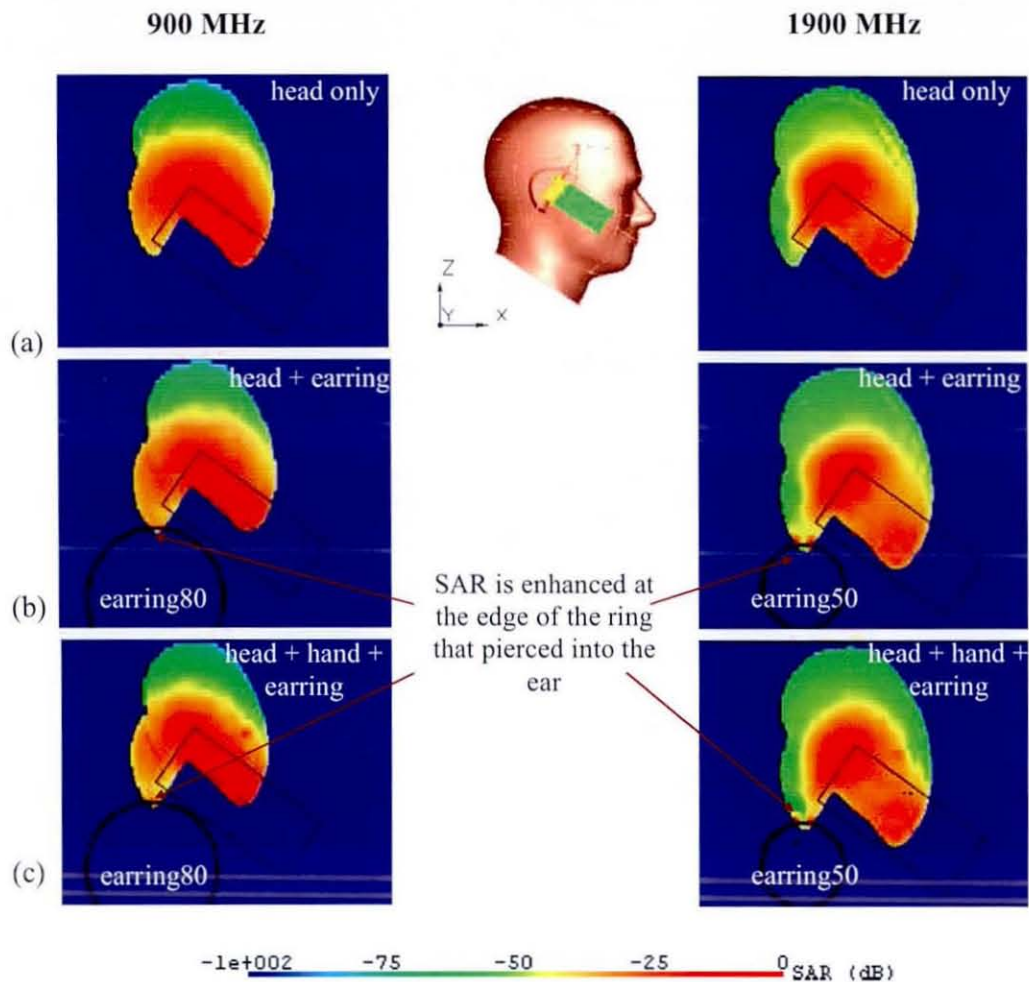 900 MHz
1900 MHz
head only
head only
Z
Y
X
(a)
head + earring
head + earring
earring80
earring50
SAR is enhanced at
the edge of the ring
that pierced into the
ear
(b)
head + hand +
earring
head + hand +
earring
earring80
earring50
(c)
-1e+002
-75
-50
-25
0
SAR (dB)